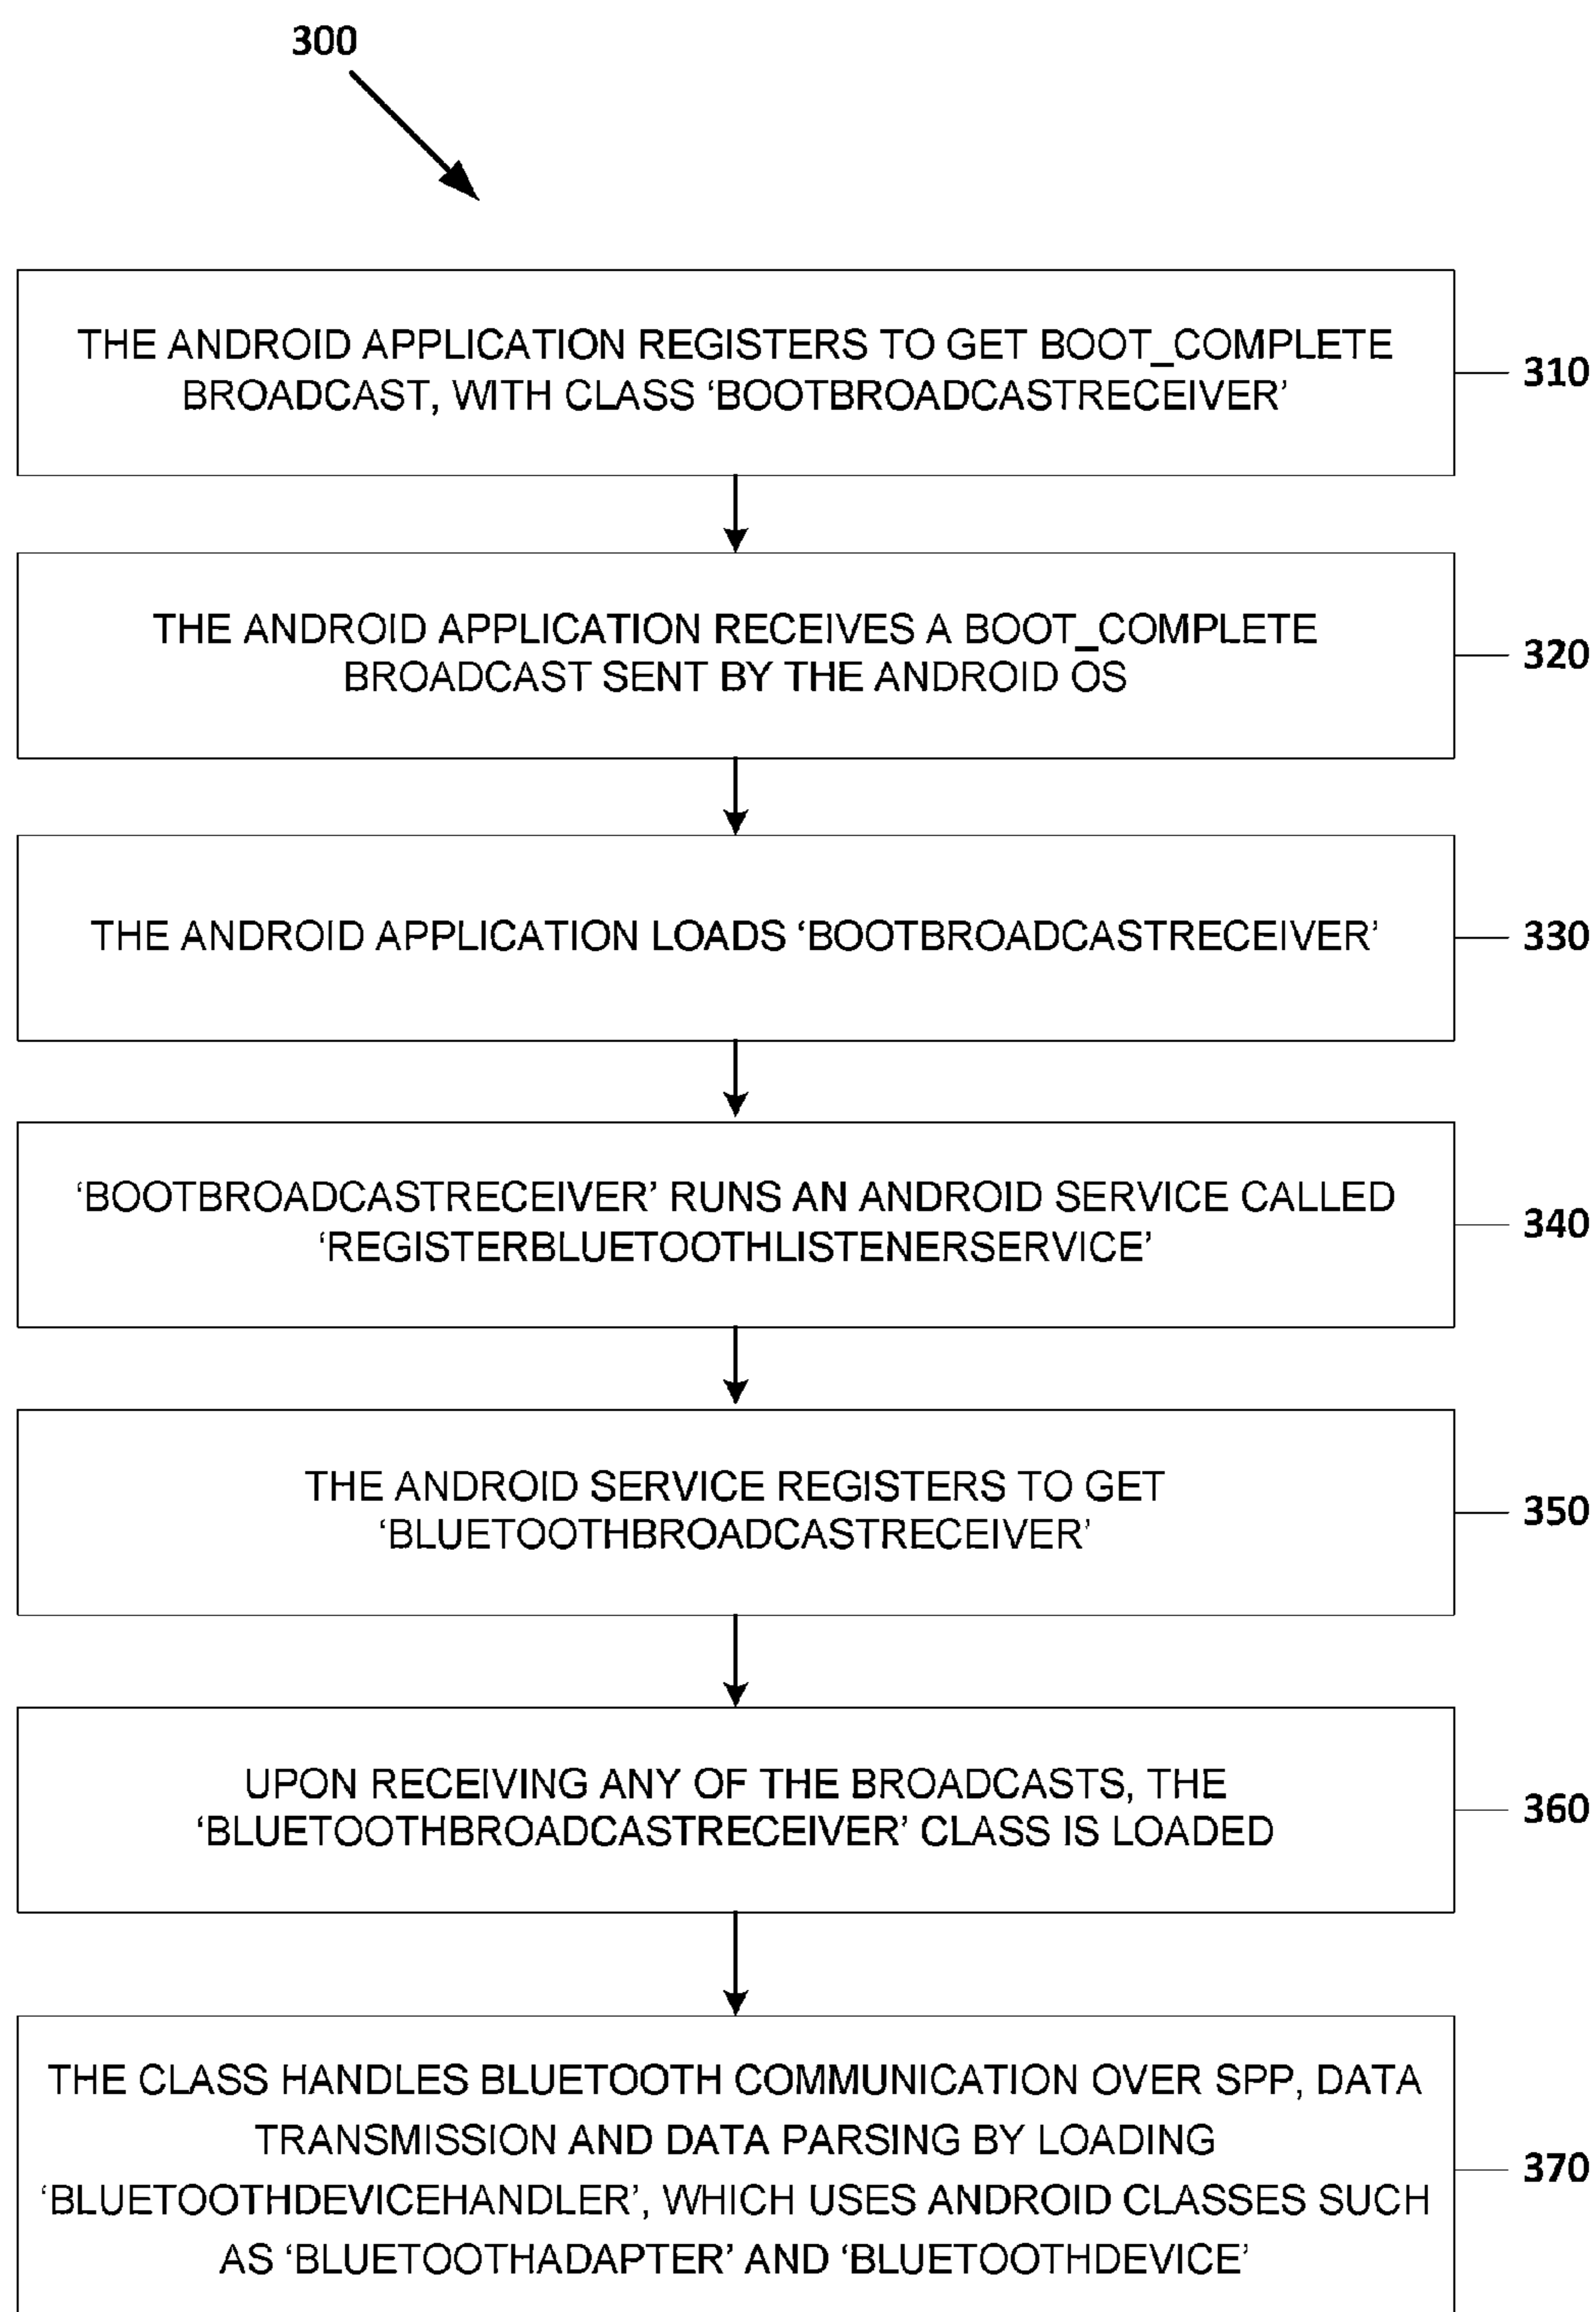 300
THE ANDROID APPLICATION REGISTERS TO GET BOOT_COMPLETE
BROADCAST, WITH CLASS ‘BOOTBROADCASTRECEIVER’
310
THE ANDROID APPLICATION RECEIVES A BOOT_COMPLETE
BROADCAST SENT BY THE ANDROID OS
320
THE ANDROID APPLICATION LOADS ‘BOOTBROADCASTRECEIVER’
330
‘BOOTBROADCASTRECEIVER’ RUNS AN ANDROID SERVICE CALLED
‘REGISTERBLUETOOTHLISTENERSERVICE’
340
THE ANDROID SERVICE REGISTERS TO GET
‘BLUETOOTHBROADCASTRECEIVER’
350
UPON RECEIVING ANY OF THE BROADCASTS, THE
‘BLUETOOTHBROADCASTRECEIVER’ CLASS IS LOADED
360
THE CLASS HANDLES BLUETOOTH COMMUNICATION OVER SPP, DATA
TRANSMISSION AND DATA PARSING BY LOADING
‘BLUETOOTHDEVICEHANDLER’, WHICH USES ANDROID CLASSES SUCH
AS ‘BLUETOOTHADAPTER’ AND ‘BLUETOOTHDEVICE’
370